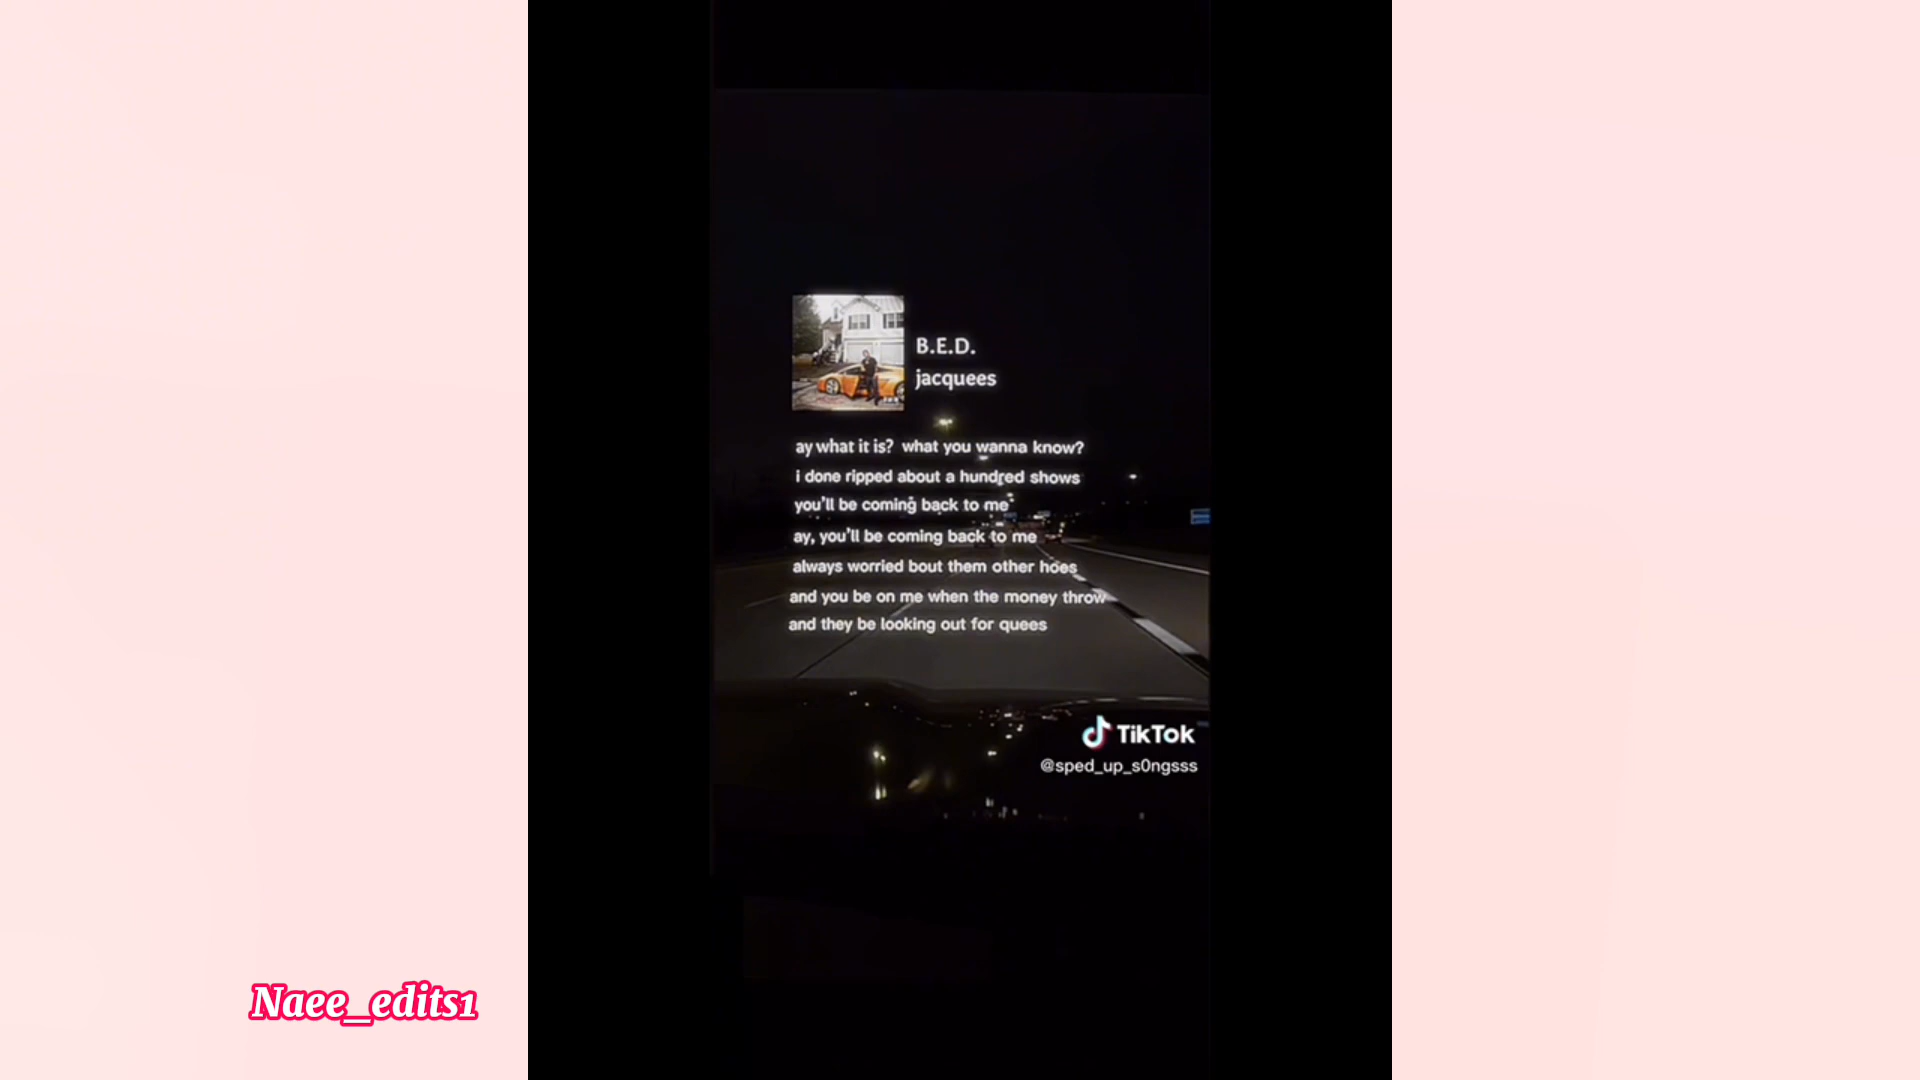 B.E.D.
jacquees
ay what it is? what you wanna know?
i done ripped about a hundred shows
you'll be coming back to me
ay, you'll be coming back to me
always worried bout them other hoes
and you be on me when the money throw
and they be looking out for quees
TikTok
@sped_up_s0ngsss
Naee_edits1